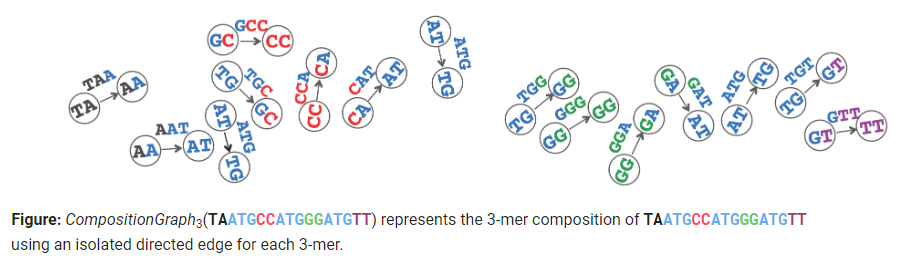 TAA
TA AA
AAT
AA AT
ATG
AT TG
TGC
TG GC
GCC
GC CC
CCA
CC CA
CAT
CA AT
ATG
AT TG
TGG
TG GG
GGG
GG GG
GGA
GG GA
GAT
GA AT
ATG
AT TG
TGT
TG GT
GTT
GT TT
Figure: CompositionGraph₃(TAATGCCATGGGATGTT) represents the 3-mer composition of TAATGCCATGGGATGTT
using an isolated directed edge for each 3-mer.